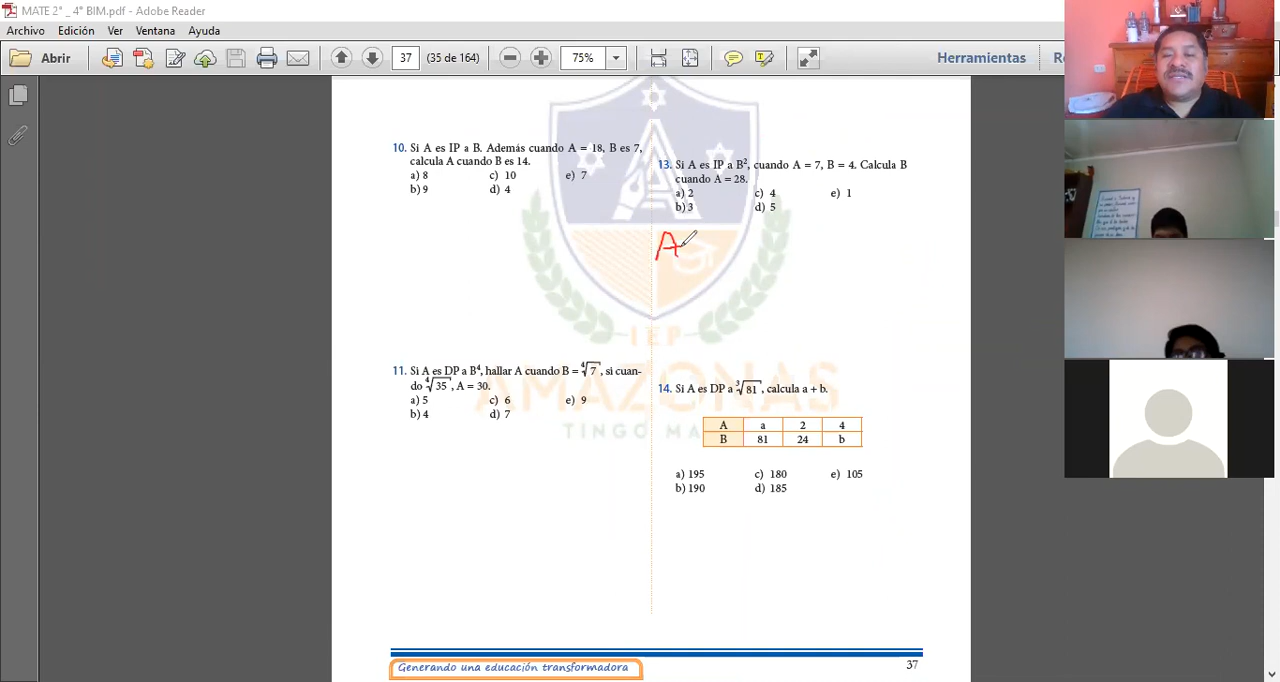 MATE 2° _ 4° BIM.pdf - Adobe Reader
Archivo Edición Ver Ventana Ayuda
Abrir 37 (35 de 164) 75% Herramientas
10. Si A es IP a B. Además cuando A = 18, B es 7,
calcula A cuando B es 14.
a) 8 c) 10 e) 7
b) 9 d) 4
11. Si A es DP a B⁴, hallar A cuando B = ⁴√7, si cuan-
do ⁴√35, A = 30.
a) 5 c) 6 e) 9
b) 4 d) 7
13. Si A es IP a B², cuando A = 7, B = 4. Calcula B
cuando A = 28.
a) 2 c) 4 e) 1
b) 3 d) 5
A
14. Si A es DP a ³√81, calcula a + b.
A a 2 4
B 81 24 b
a) 195 c) 180 e) 105
b) 190 d) 185
IEP
AMAZONAS
Generando una educación transformadora
37